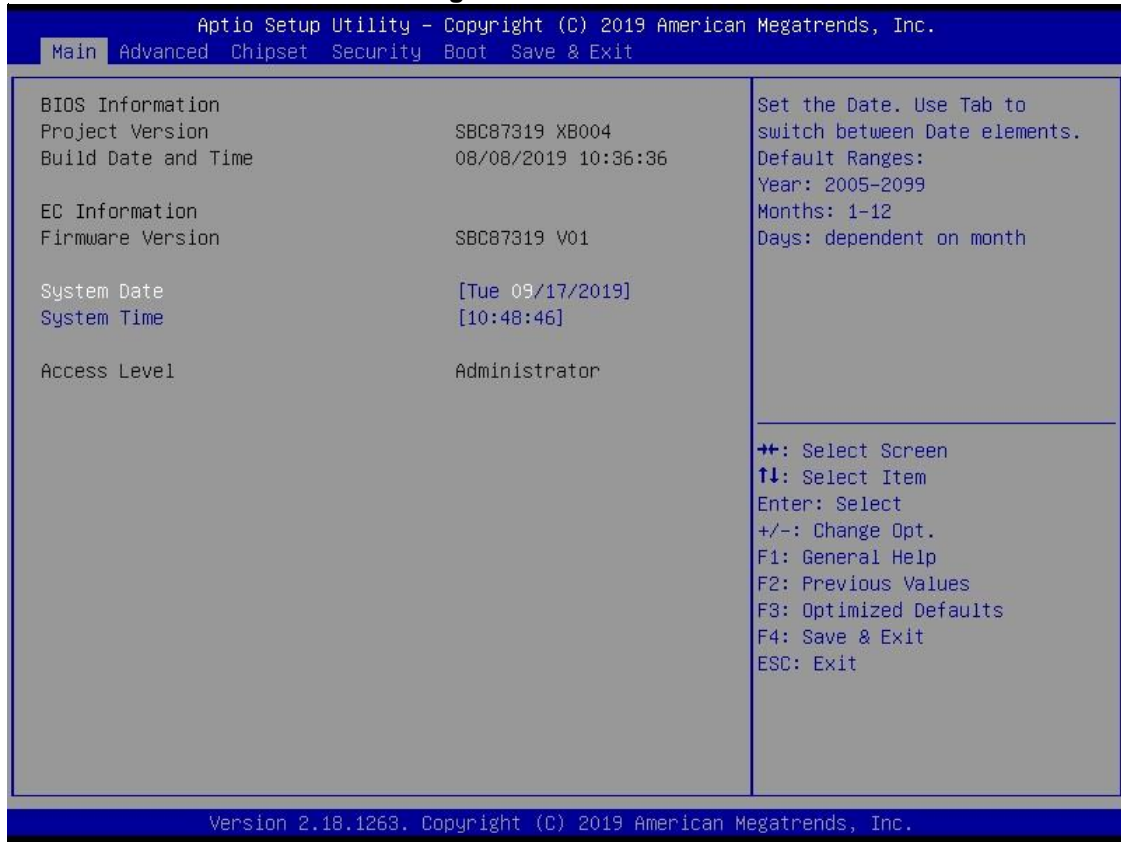 Aptio Setup Utility – Copyright (C) 2019 American Megatrends, Inc.
Main Advanced Chipset Security Boot Save & Exit
BIOS Information
Project Version SBC87319 XB004
Build Date and Time 08/08/2019 10:36:36
EC Information
Firmware Version SBC87319 V01
System Date [Tue 09/17/2019]
System Time [10:48:46]
Access Level Administrator
Set the Date. Use Tab to
switch between Date elements.
Default Ranges:
Year: 2005-2099
Months: 1-12
Days: dependent on month
→←: Select Screen
↑↓: Select Item
Enter: Select
+/-: Change Opt.
F1: General Help
F2: Previous Values
F3: Optimized Defaults
F4: Save & Exit
ESC: Exit
Version 2.18.1263. Copyright (C) 2019 American Megatrends, Inc.